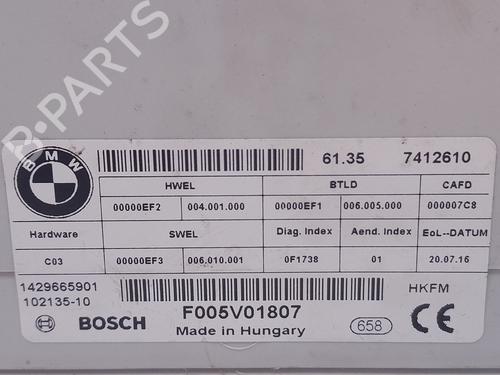 B-PARTS
BMW
61.35 7412610
HWEL BTLD CAFD
00000EF2 004.001.000 00000EF1 006.005.000 000007C8
Hardware SWEL Diag. Index Aend. Index EoL--DATUM
C03 00000EF3 006.010.001 0F1738 01 20.07.16
1429665901
102135-10
HKFM
BOSCH F005V01807
Made in Hungary 658 CE